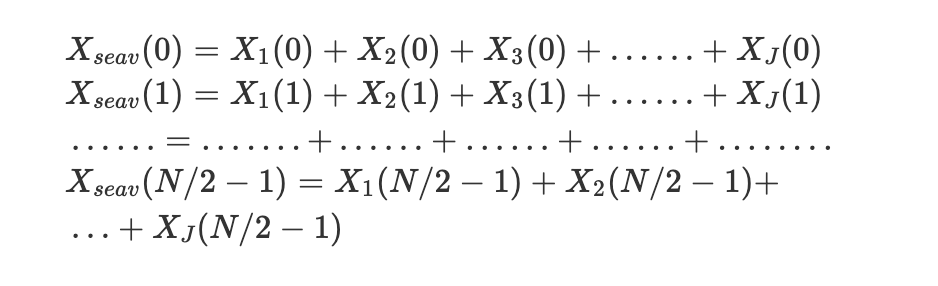 X_{seav}(0) = X_1(0) + X_2(0) + X_3(0) + ...... + X_J(0)
X_{seav}(1) = X_1(1) + X_2(1) + X_3(1) + ...... + X_J(1)
...... = ....... + ...... + ...... + ...... + ........
X_{seav}(N/2 − 1) = X_1(N/2 − 1) + X_2(N/2 − 1)+
... + X_J(N/2 − 1)